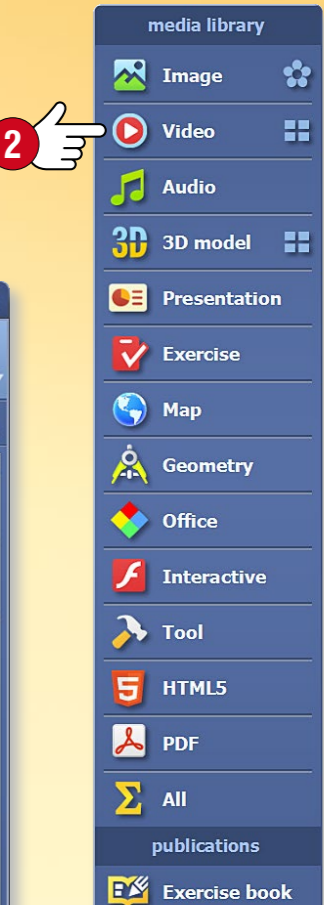 media library
Image
2
Video
Audio
3D 3D model
Presentation
Exercise
Map
Geometry
Office
Interactive
Tool
5 HTML5
PDF
Σ All
publications
Exercise book